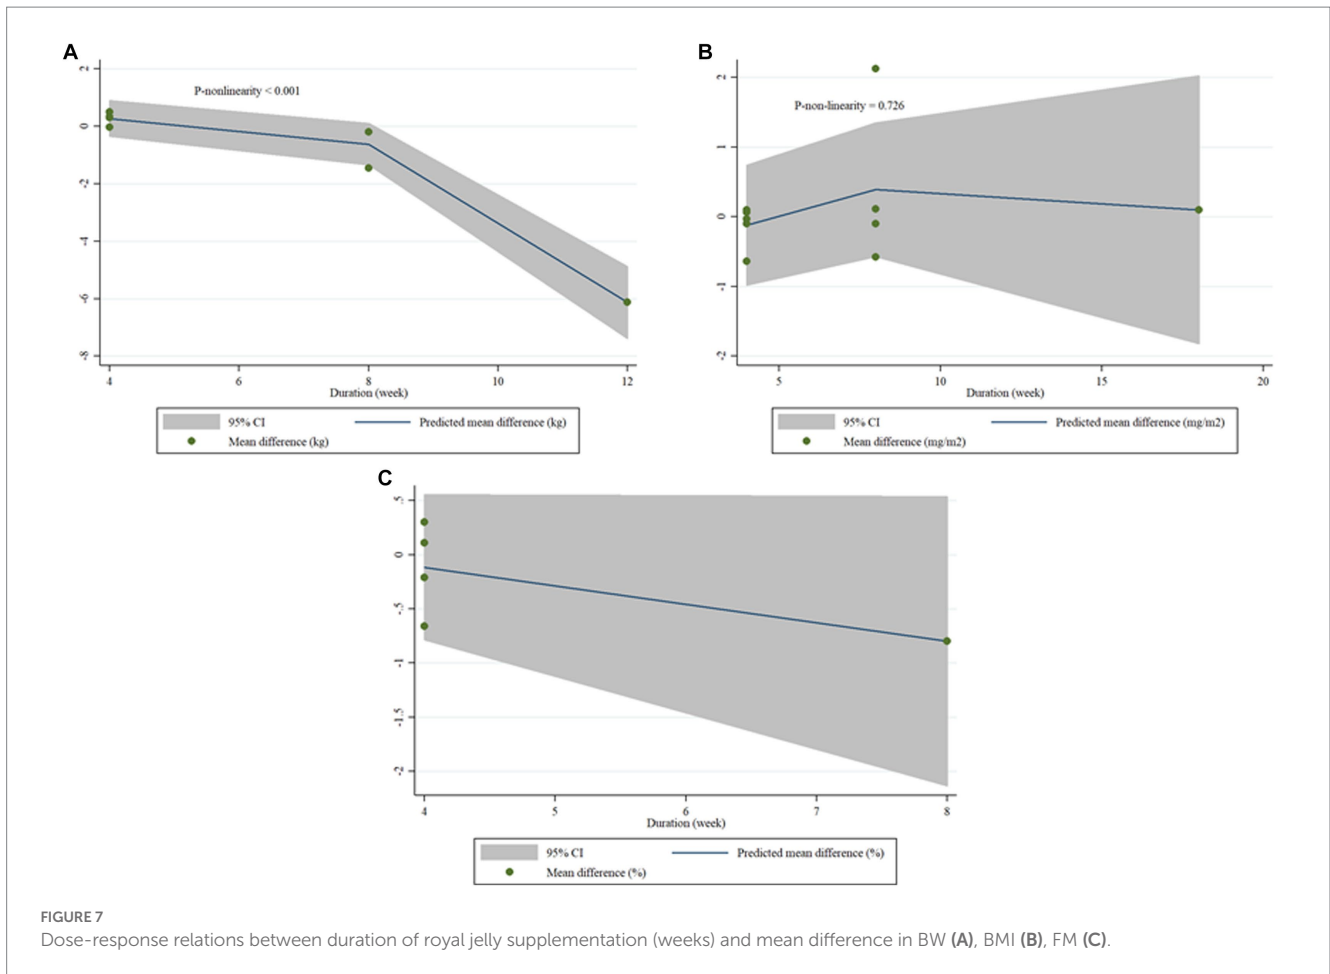 A
2
0
-2
-4
-6
-8
P-nonlinearity < 0.001
4 6 8 10 12
Duration (week)
95% CI Predicted mean difference (kg)
Mean difference (kg)
B
2
1
0
-1
-2
P-non-linearity = 0.726
5 10 15 20
Duration (week)
95% CI Predicted mean difference (mg/m2)
Mean difference (mg/m2)
C
.5
0
-.5
-1
-1.5
-2
4 5 6 7 8
Duration (week)
95% CI Predicted mean difference (%)
Mean difference (%)
FIGURE 7
Dose-response relations between duration of royal jelly supplementation (weeks) and mean difference in BW (A), BMI (B), FM (C).